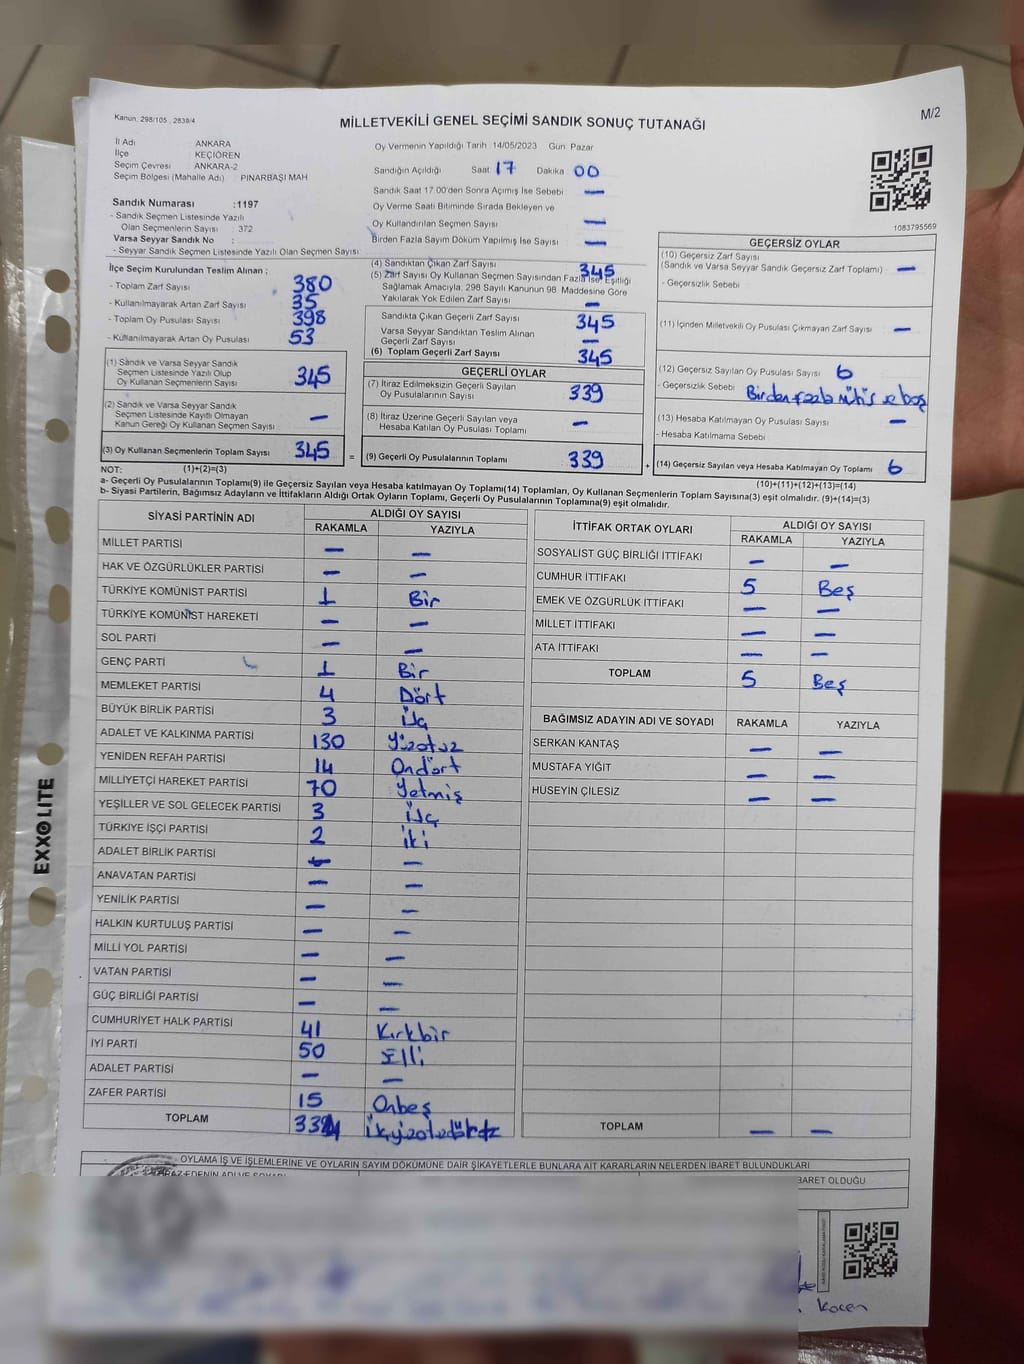 Kanun, 298/105 , 2839/4
M/2
MİLLETVEKİLİ GENEL SEÇİMİ SANDIK SONUÇ TUTANAĞI
İl Adı : ANKARA
İlçe : KEÇİÖREN
Seçim Çevresi : ANKARA-2
Seçim Bölgesi (Mahalle Adı) : PINARBAŞI MAH
Sandık Numarası :1197
- Sandık Seçmen Listesinde Yazılı
Olan Seçmenlerin Sayısı : 372
Varsa Seyyar Sandık No :
- Seyyar Sandık Seçmen Listesinde Yazılı Olan Seçmen Sayısı :
Oy Vermenin Yapıldığı Tarih : 14/05/2023 Gün Pazar
Sandığın Açıldığı Saat 17 Dakika 00
Sandık Saat 17.00'den Sonra Açımış İse Sebebi —
Oy Verme Saati Bitiminde Sırada Bekleyen ve
Oy Kullandırılan Seçmen Sayısı —
Birden Fazla Sayım Döküm Yapılmış İse Sayısı —
1083795569
İlçe Seçim Kurulundan Teslim Alınan ;
- Toplam Zarf Sayısı : 380
- Kullanılmayarak Artan Zarf Sayısı : 35
- Toplam Oy Pusulası Sayısı : 398
- Kullanılmayarak Artan Oy Pusulası : 53
(1) Sandık ve Varsa Seyyar Sandık
Seçmen Listesinde Yazılı Olup
Oy Kullanan Seçmenlerin Sayısı 345
(2) Sandık ve Varsa Seyyar Sandık
Seçmen Listesinde Kayıtlı Olmayan
Kanun Gereği Oy Kullanan Seçmen Sayısı : —
(3) Oy Kullanan Seçmenlerin Toplam Sayısı 345
(4) Sandıktan Çıkan Zarf Sayısı 345
(5) Zarf Sayısı Oy Kullanan Seçmen Sayısından Fazla İse, Eşitliği
Sağlamak Amacıyla, 298 Sayılı Kanunun 98. Maddesine Göre
Yakılarak Yok Edilen Zarf Sayısı —
Sandıkta Çıkan Geçerli Zarf Sayısı 345
Varsa Seyyar Sandıktan Teslim Alınan
Geçerli Zarf Sayısı —
(6) Toplam Geçerli Zarf Sayısı 345
GEÇERLİ OYLAR
(7) İtiraz Edilmeksizin Geçerli Sayılan
Oy Pusulalarının Sayısı 339
(8) İtiraz Üzerine Geçerli Sayılan veya
Hesaba Katılan Oy Pusulası Toplamı —
= (9) Geçerli Oy Pusulalarının Toplamı 339
GEÇERSİZ OYLAR
(10) Geçersiz Zarf Sayısı
(Sandık ve Varsa Seyyar Sandık Geçersiz Zarf Toplamı) —
- Geçersizlik Sebebi
(11) İçinden Milletvekili Oy Pusulası Çıkmayan Zarf Sayısı —
(12) Geçersiz Sayılan Oy Pusulası Sayısı 6
- Geçersizlik Sebebi Birden fazla mühür ve boş
(13) Hesaba Katılmayan Oy Pusulası Sayısı —
- Hesaba Katılmama Sebebi
+ (14) Geçersiz Sayılan veya Hesaba Katılmayan Oy Toplamı 6
NOT: (1)+(2)=(3)
(10)+(11)+(12)+(13)=(14)
a- Geçerli Oy Pusulalarının Toplamı(9) ile Geçersiz Sayılan veya Hesaba katılmayan Oy Toplamı(14) Toplamları, Oy Kullanan Seçmenlerin Toplam Sayısına(3) eşit olmalıdır. (9)+(14)=(3)
b- Siyasi Partilerin, Bağımsız Adayların ve İttifakların Aldığı Ortak Oyların Toplamı, Geçerli Oy Pusulalarının Toplamına(9) eşit olmalıdır.
SİYASİ PARTİNİN ADI ALDIĞI OY SAYISI
RAKAMLA YAZIYLA
MİLLET PARTİSİ — —
HAK VE ÖZGÜRLÜKLER PARTİSİ — —
TÜRKİYE KOMÜNİST PARTİSİ 1 Bir
TÜRKİYE KOMÜNİST HAREKETİ — —
SOL PARTİ — —
GENÇ PARTİ 1 Bir
MEMLEKET PARTİSİ 4 Dört
BÜYÜK BİRLİK PARTİSİ 3 Üç
ADALET VE KALKINMA PARTİSİ 130 Yüzotuz
YENİDEN REFAH PARTİSİ 14 Ondört
MİLLİYETÇİ HAREKET PARTİSİ 70 Yetmiş
YEŞİLLER VE SOL GELECEK PARTİSİ 3 Üç
TÜRKİYE İŞÇİ PARTİSİ 2 İki
ADALET BİRLİK PARTİSİ — —
ANAVATAN PARTİSİ — —
YENİLİK PARTİSİ — —
HALKIN KURTULUŞ PARTİSİ — —
MİLLİ YOL PARTİSİ — —
VATAN PARTİSİ — —
GÜÇ BİRLİĞİ PARTİSİ — —
CUMHURİYET HALK PARTİSİ 41 Kırkbir
İYİ PARTİ 50 Elli
ADALET PARTİSİ — —
ZAFER PARTİSİ 15 Onbeş
TOPLAM 334
İTTİFAK ORTAK OYLARI ALDIĞI OY SAYISI
RAKAMLA YAZIYLA
SOSYALIST GUÇ BIRLIĞI ITTIFAKI — —
CUMHUR İTTİFAKI 5 Beş
EMEK VE ÖZGÜRLÜK İTTİFAKI — —
MİLLET İTTİFAKI — —
ATA İTTİFAKI — —
TOPLAM 5 Beş
BAĞIMSIZ ADAYIN ADI VE SOYADI RAKAMLA YAZIYLA
SERKAN KANTAŞ — —
MUSTAFA YİĞİT — —
HÜSEYİN ÇİLESİZ — —
TOPLAM — —
OYLAMA İŞ VE İŞLEMLERİNE VE OYLARIN SAYIM DÖKÜMÜNE DAİR ŞİKAYETLERLE BUNLARA AİT KARARLARIN NELERDEN İBARET BULUNDUKLARI
BARET OLDUĞU
EXXOLITE